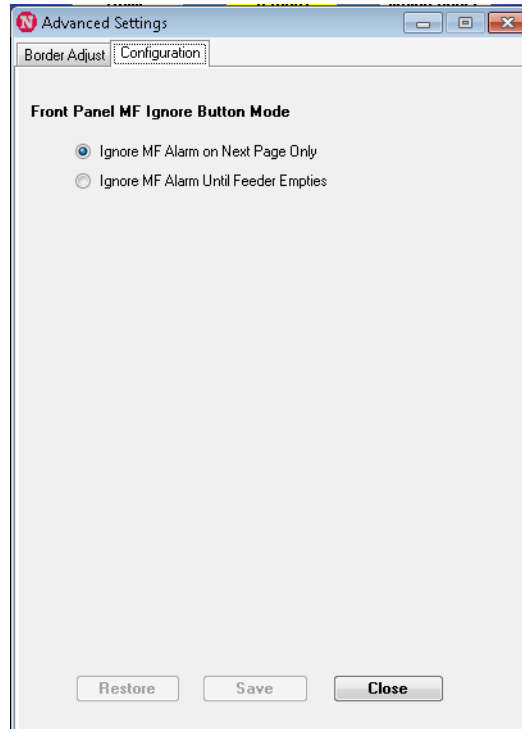 Advanced Settings
Border Adjust Configuration
Front Panel MF Ignore Button Mode
Ignore MF Alarm on Next Page Only
Ignore MF Alarm Until Feeder Empties
Restore Save Close